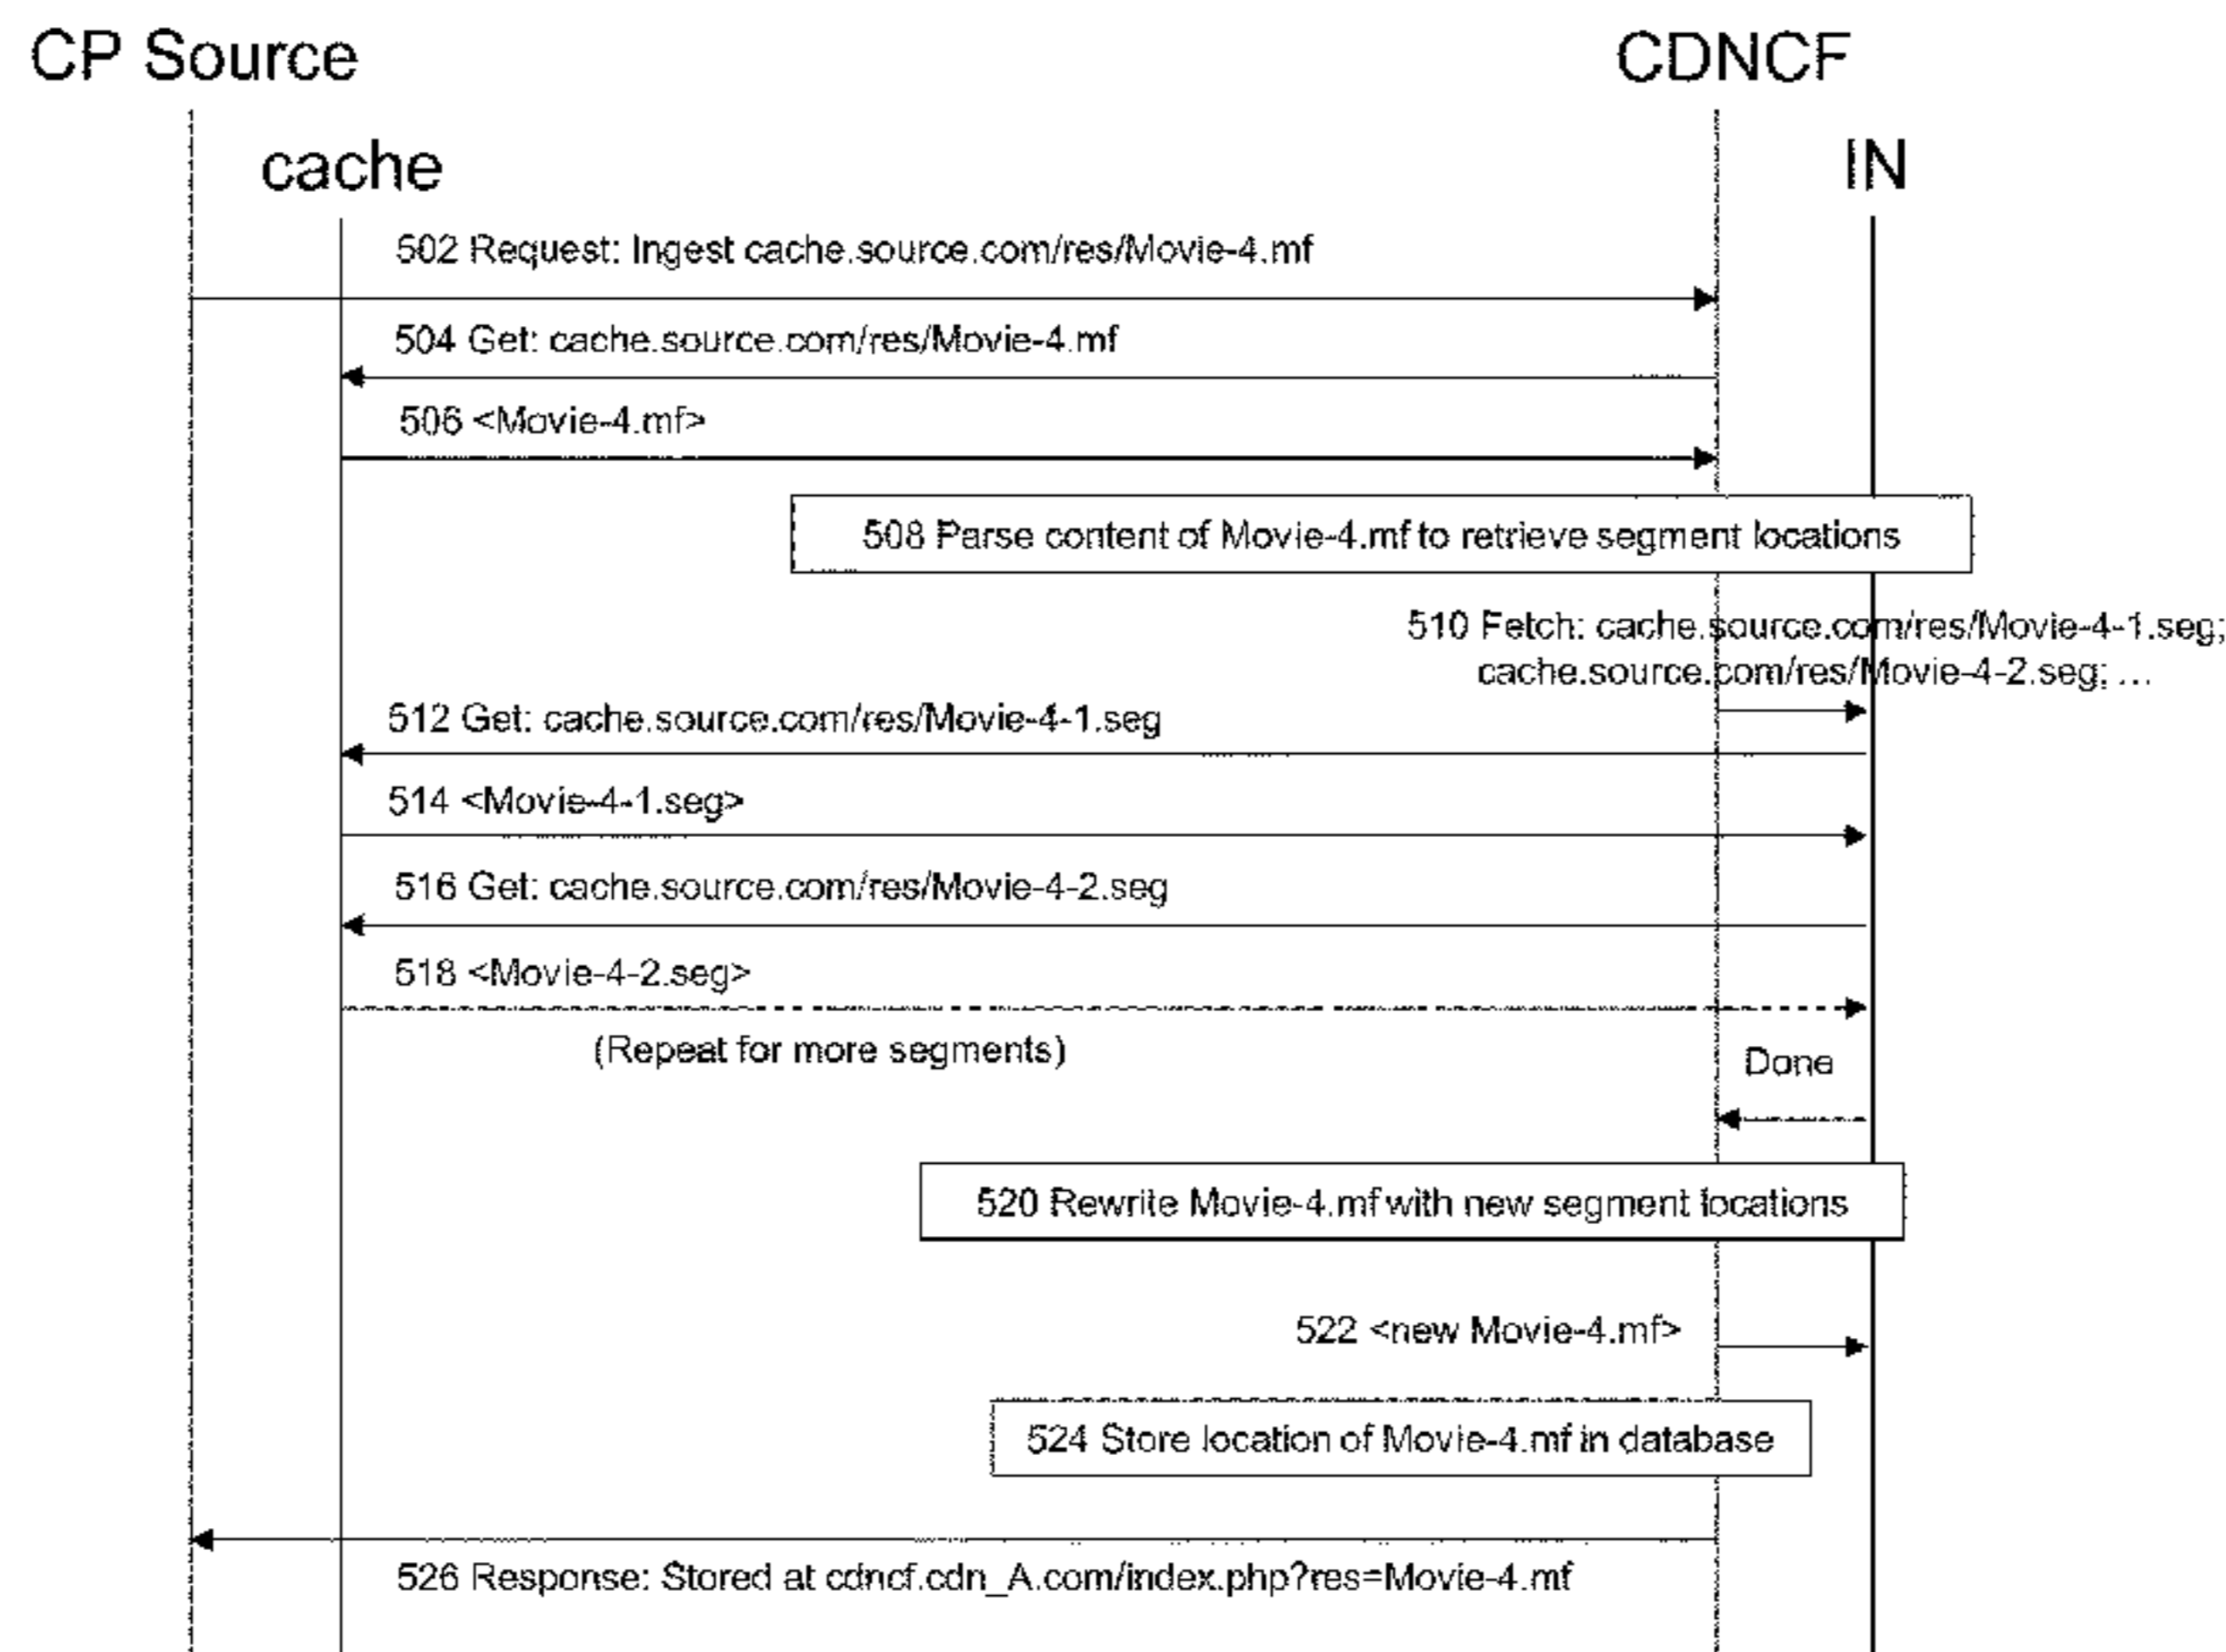 CP Source
CDNCF
cache
IN
502 Request: Ingest cache.source.com/res/Movie-4.mf
504 Get: cache.source.com/res/Movie-4.mf
506 <Movie-4.mf>
508 Parse content of Movie-4.mf to retrieve segment locations
510 Fetch: cache.source.com/res/Movie-4-1.seg;
cache.source.com/res/Movie-4-2.seg; ...
512 Get: cache.source.com/res/Movie-4-1.seg
514 <Movie-4-1.seg>
516 Get: cache.source.com/res/Movie-4-2.seg
518 <Movie-4-2.seg>
(Repeat for more segments)
Done
520 Rewrite Movie-4.mf with new segment locations
522 <new Movie-4.mf>
524 Store location of Movie-4.mf in database
526 Response: Stored at cdncf.cdn_A.com/index.php?res=Movie-4.mf